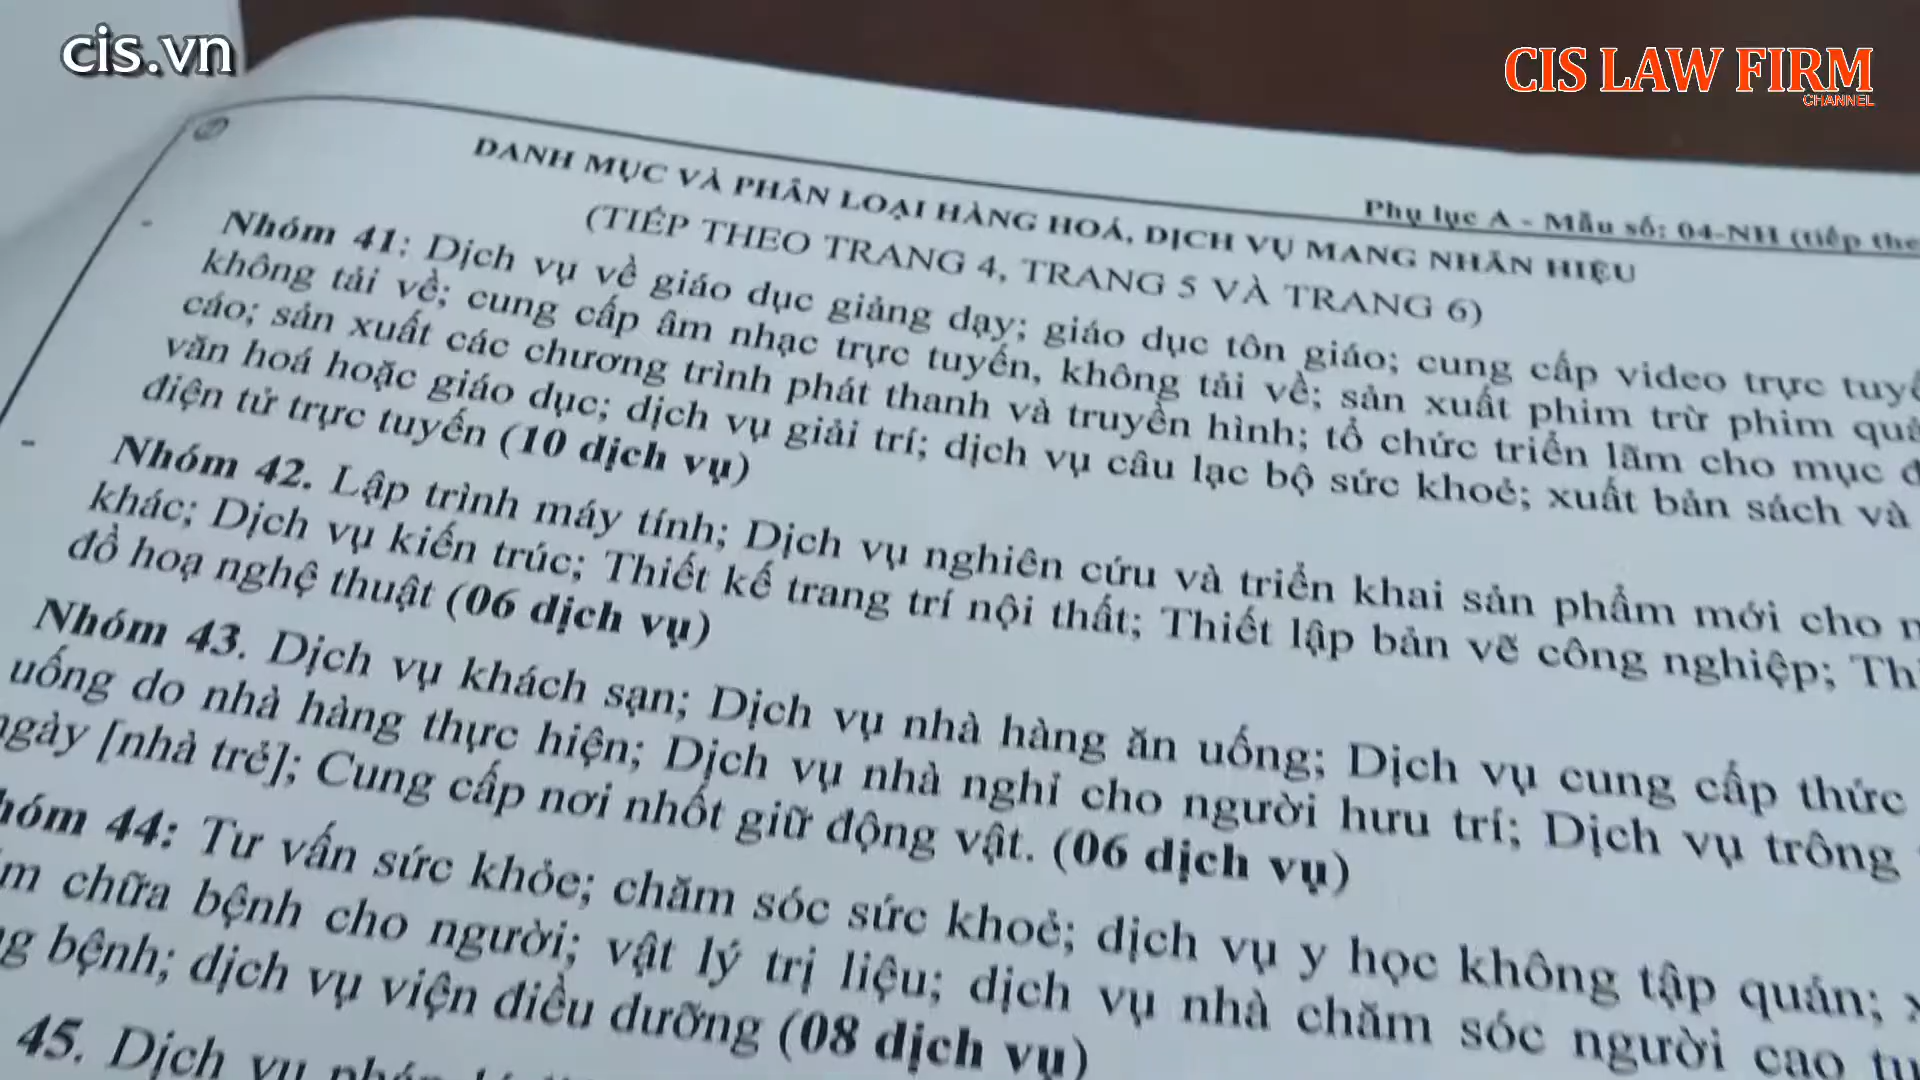 cis.vn
CIS LAW FIRM
CHANNEL
Phụ lục A - Mẫu số: 04-NH (tiếp the
DANH MỤC VÀ PHÂN LOẠI HÀNG HOÁ, DỊCH VỤ MANG NHÃN HIỆU
(TIẾP THEO TRANG 4, TRANG 5 VÀ TRANG 6)
- Nhóm 41: Dịch vụ về giáo dục giảng dạy; giáo dục tôn giáo; cung cấp video trực tuyế
không tải về; cung cấp âm nhạc trực tuyến, không tải về; sản xuất phim trừ phim quả
cáo; sản xuất các chương trình phát thanh và truyền hình; tổ chức triển lãm cho mục đ
văn hoá hoặc giáo dục; dịch vụ giải trí; dịch vụ câu lạc bộ sức khoẻ; xuất bản sách và
điện tử trực tuyến (10 dịch vụ)
- Nhóm 42. Lập trình máy tính; Dịch vụ nghiên cứu và triển khai sản phẩm mới cho n
khác; Dịch vụ kiến trúc; Thiết kế trang trí nội thất; Thiết lập bản vẽ công nghiệp; Thi
đồ hoạ nghệ thuật (06 dịch vụ)
Nhóm 43. Dịch vụ khách sạn; Dịch vụ nhà hàng ăn uống; Dịch vụ cung cấp thức
uống do nhà hàng thực hiện; Dịch vụ nhà nghỉ cho người hưu trí; Dịch vụ trông
ngày [nhà trẻ]; Cung cấp nơi nhốt giữ động vật. (06 dịch vụ)
hóm 44: Tư vấn sức khỏe; chăm sóc sức khoẻ; dịch vụ y học không tập quán; x
m chữa bệnh cho người; vật lý trị liệu; dịch vụ nhà chăm sóc người cao tu
g bệnh; dịch vụ viện điều dưỡng (08 dịch vụ)
45. Dịch vụ pháp lý